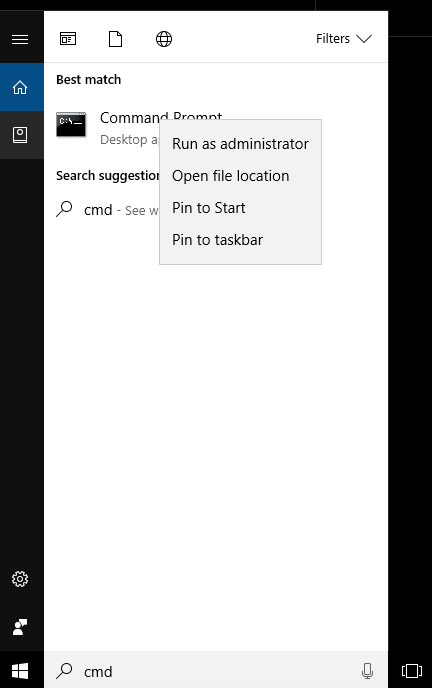 Filters
Best match
Command Prompt
Desktop a
Run as administrator
Search suggestion
Open file location
cmd - See w
Pin to Start
Pin to taskbar
cmd